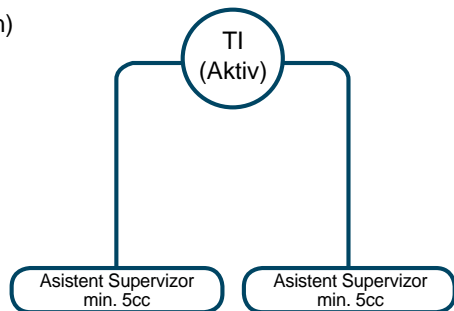 n)
TI
(Aktiv)
Asistent Supervizor
min. 5cc
Asistent Supervizor
min. 5cc